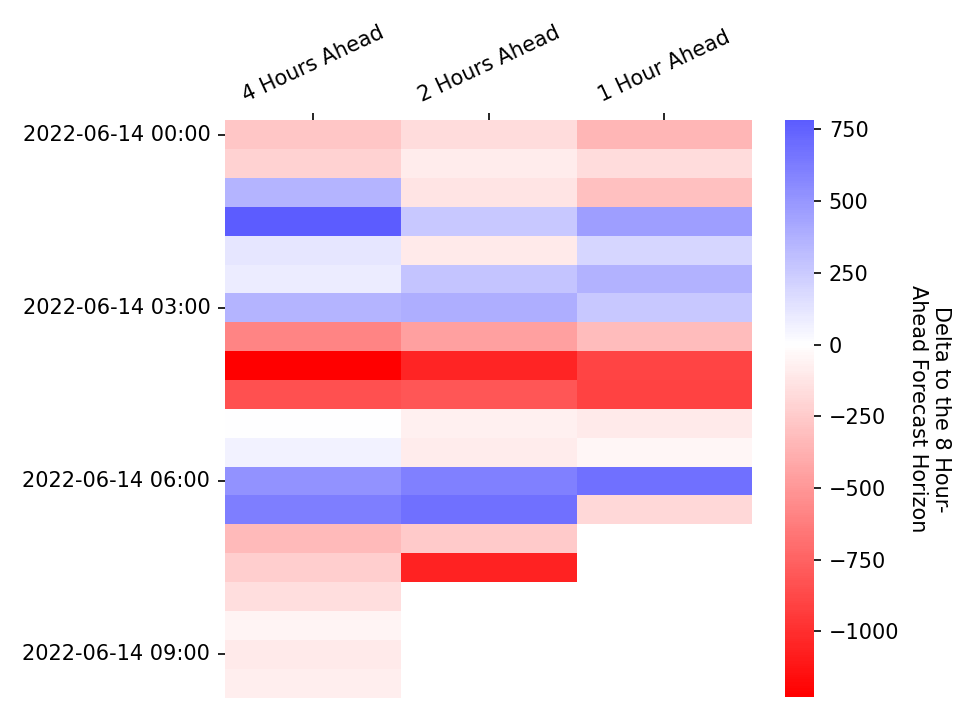 4 Hours Ahead
2 Hours Ahead
1 Hour Ahead
2022-06-14 00:00
2022-06-14 03:00
2022-06-14 06:00
2022-06-14 09:00
750
500
250
0
−250
−500
−750
−1000
Delta to the 8 Hour-
Ahead Forecast Horizon